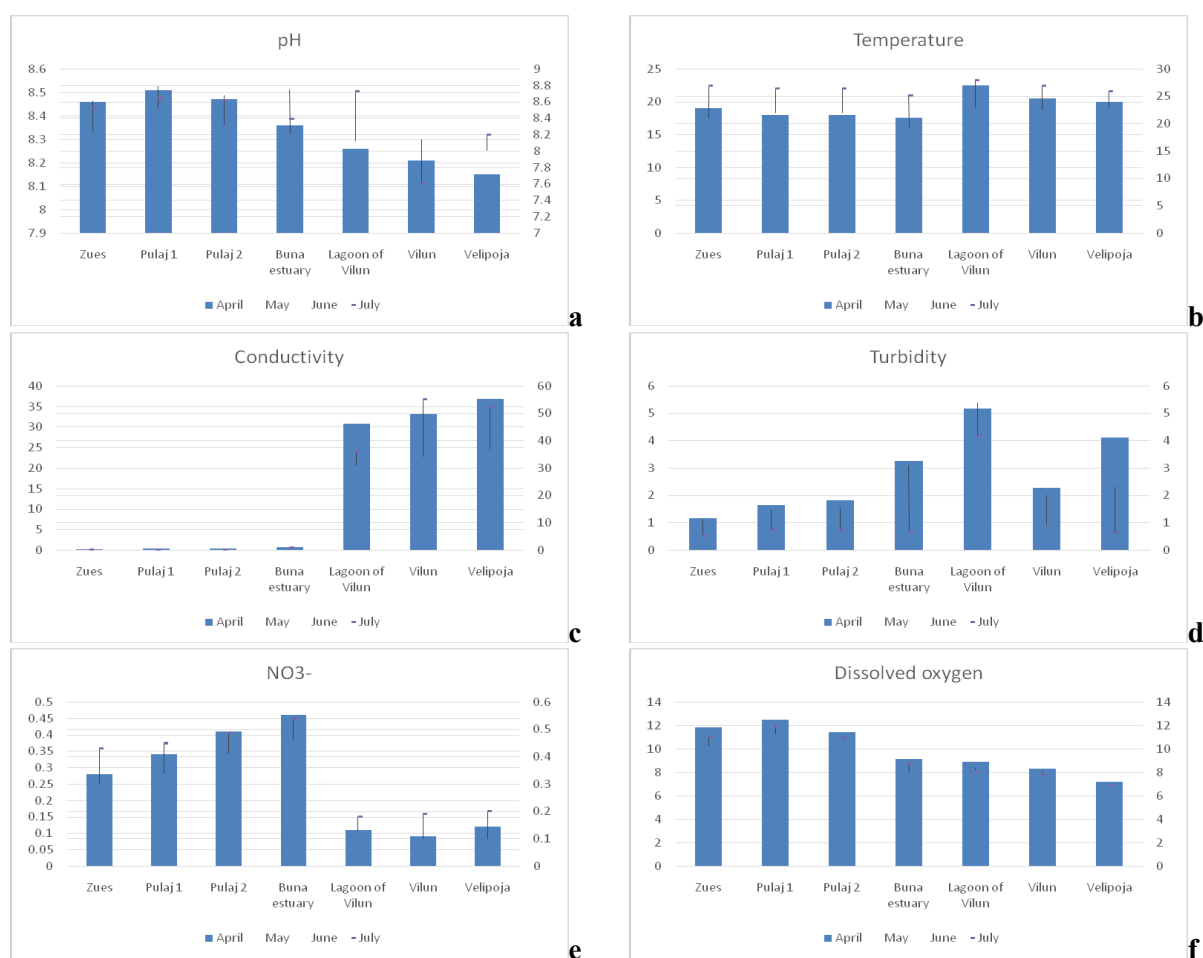 pH
8.6
8.5
8.4
8.3
8.2
8.1
8
7.9
9
8.8
8.6
8.4
8.2
8
7.8
7.6
7.4
7.2
7
Zues
Pulaj 1
Pulaj 2
Buna
estuary
Lagoon of
Vilun
Vilun
Velipoja
April May June July
a
Temperature
25
20
15
10
5
0
30
25
20
15
10
5
0
Zues
Pulaj 1
Pulaj 2
Buna
estuary
Lagoon of
Vilun
Vilun
Velipoja
April May June July
b
Conductivity
40
35
30
25
20
15
10
5
0
60
50
40
30
20
10
0
Zues
Pulaj 1
Pulaj 2
Buna
estuary
Lagoon of
Vilun
Vilun
Velipoja
April May June July
c
Turbidity
6
5
4
3
2
1
0
6
5
4
3
2
1
0
Zues
Pulaj 1
Pulaj 2
Buna
estuary
Lagoon of
Vilun
Vilun
Velipoja
April May June July
d
NO3-
0.5
0.45
0.4
0.35
0.3
0.25
0.2
0.15
0.1
0.05
0
0.6
0.5
0.4
0.3
0.2
0.1
0
Zues
Pulaj 1
Pulaj 2
Buna
estuary
Lagoon of
Vilun
Vilun
Velipoja
April May June July
e
Dissolved oxygen
14
12
10
8
6
4
2
0
14
12
10
8
6
4
2
0
Zues
Pulaj 1
Pulaj 2
Buna
estuary
Lagoon of
Vilun
Vilun
Velipoja
April May June July
f